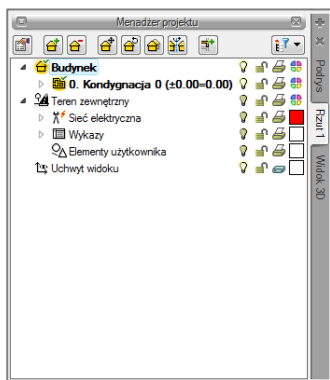 Menadżer projektu
Budynek
0. Kondygnacja 0 (±0.00=0.00)
Teren zewnętrzny
Sieć elektryczna
Wykazy
Elementy użytkownika
Uchwyt widoku
Podrys
Rzut 1
Widok 3D